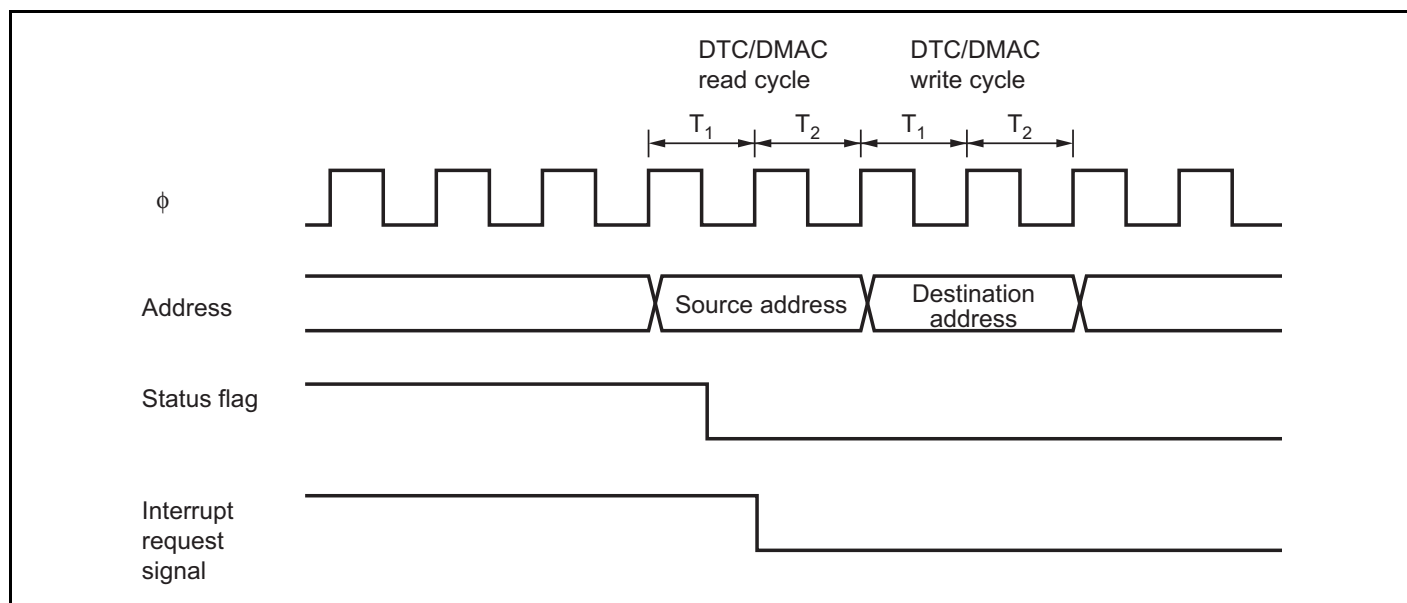 DTC/DMAC
read cycle
DTC/DMAC
write cycle
T1
T2
T1
T2
ϕ
Address
Source address
Destination
address
Status flag
Interrupt
request
signal